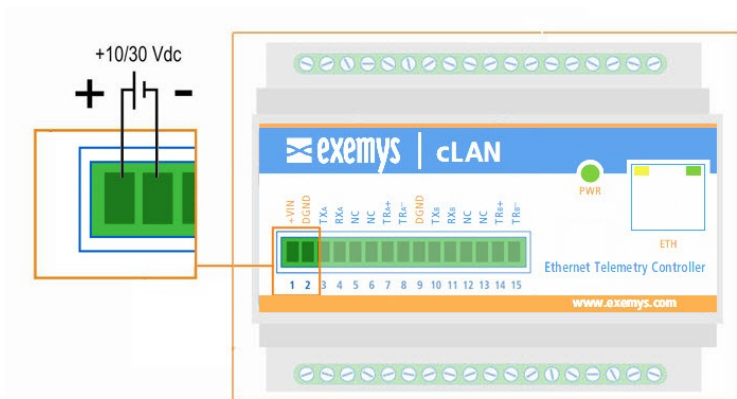 +10/30 Vdc
+ -
exemys | cLAN
PWR
+VIN DGND TXA RXA NC NC TRA+ TRA- DGND TXB RXB NC NC TRB+ TRB-
ETH
Ethernet Telemetry Controller
1 2 3 4 5 6 7 8 9 10 11 12 13 14 15
www.exemys.com